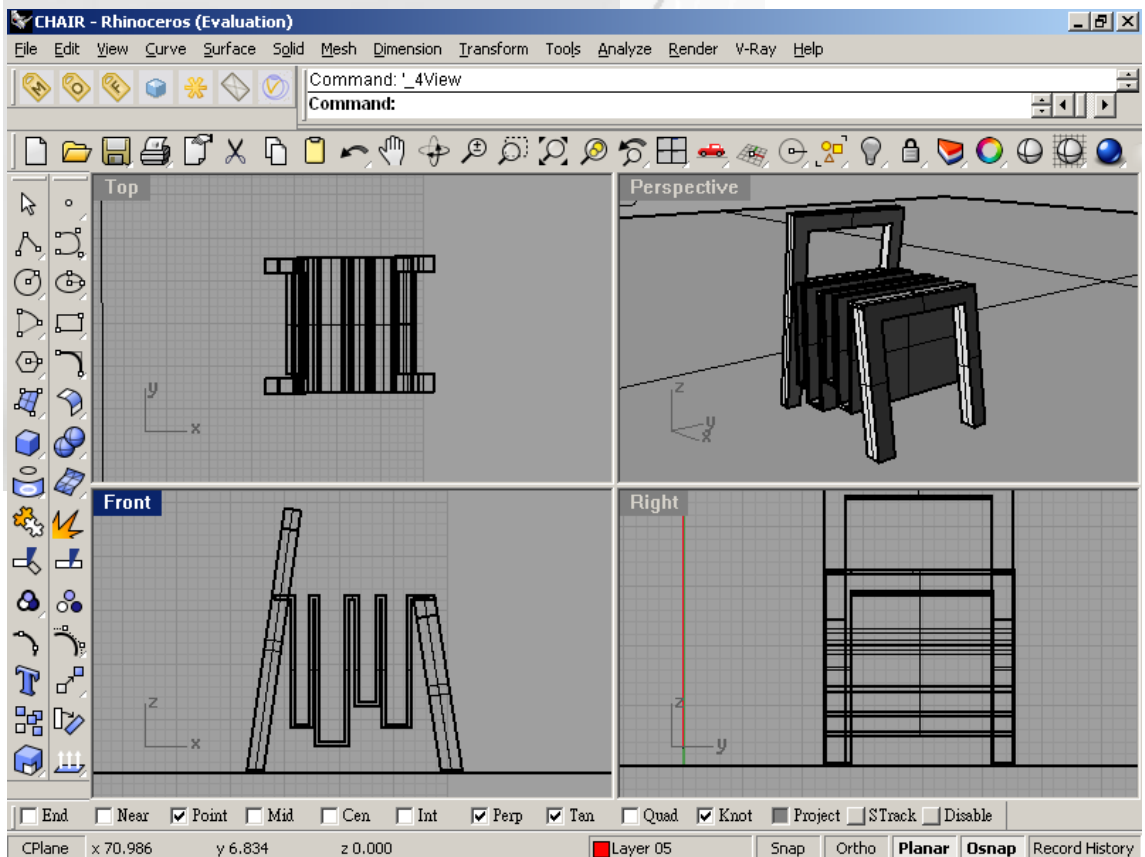 CHAIR - Rhinoceros (Evaluation)
File Edit View Curve Surface Solid Mesh Dimension Transform Tools Analyze Render V-Ray Help
Command: '_4View
Command:
M O F
Top Perspective
y x
z y x
Front Right
z x
z y
End Near Point Mid Cen Int Perp Tan Quad Knot Project STrack Disable
CPlane x 70.986 y 6.834 z 0.000 Layer 05 Snap Ortho Planar Osnap Record History